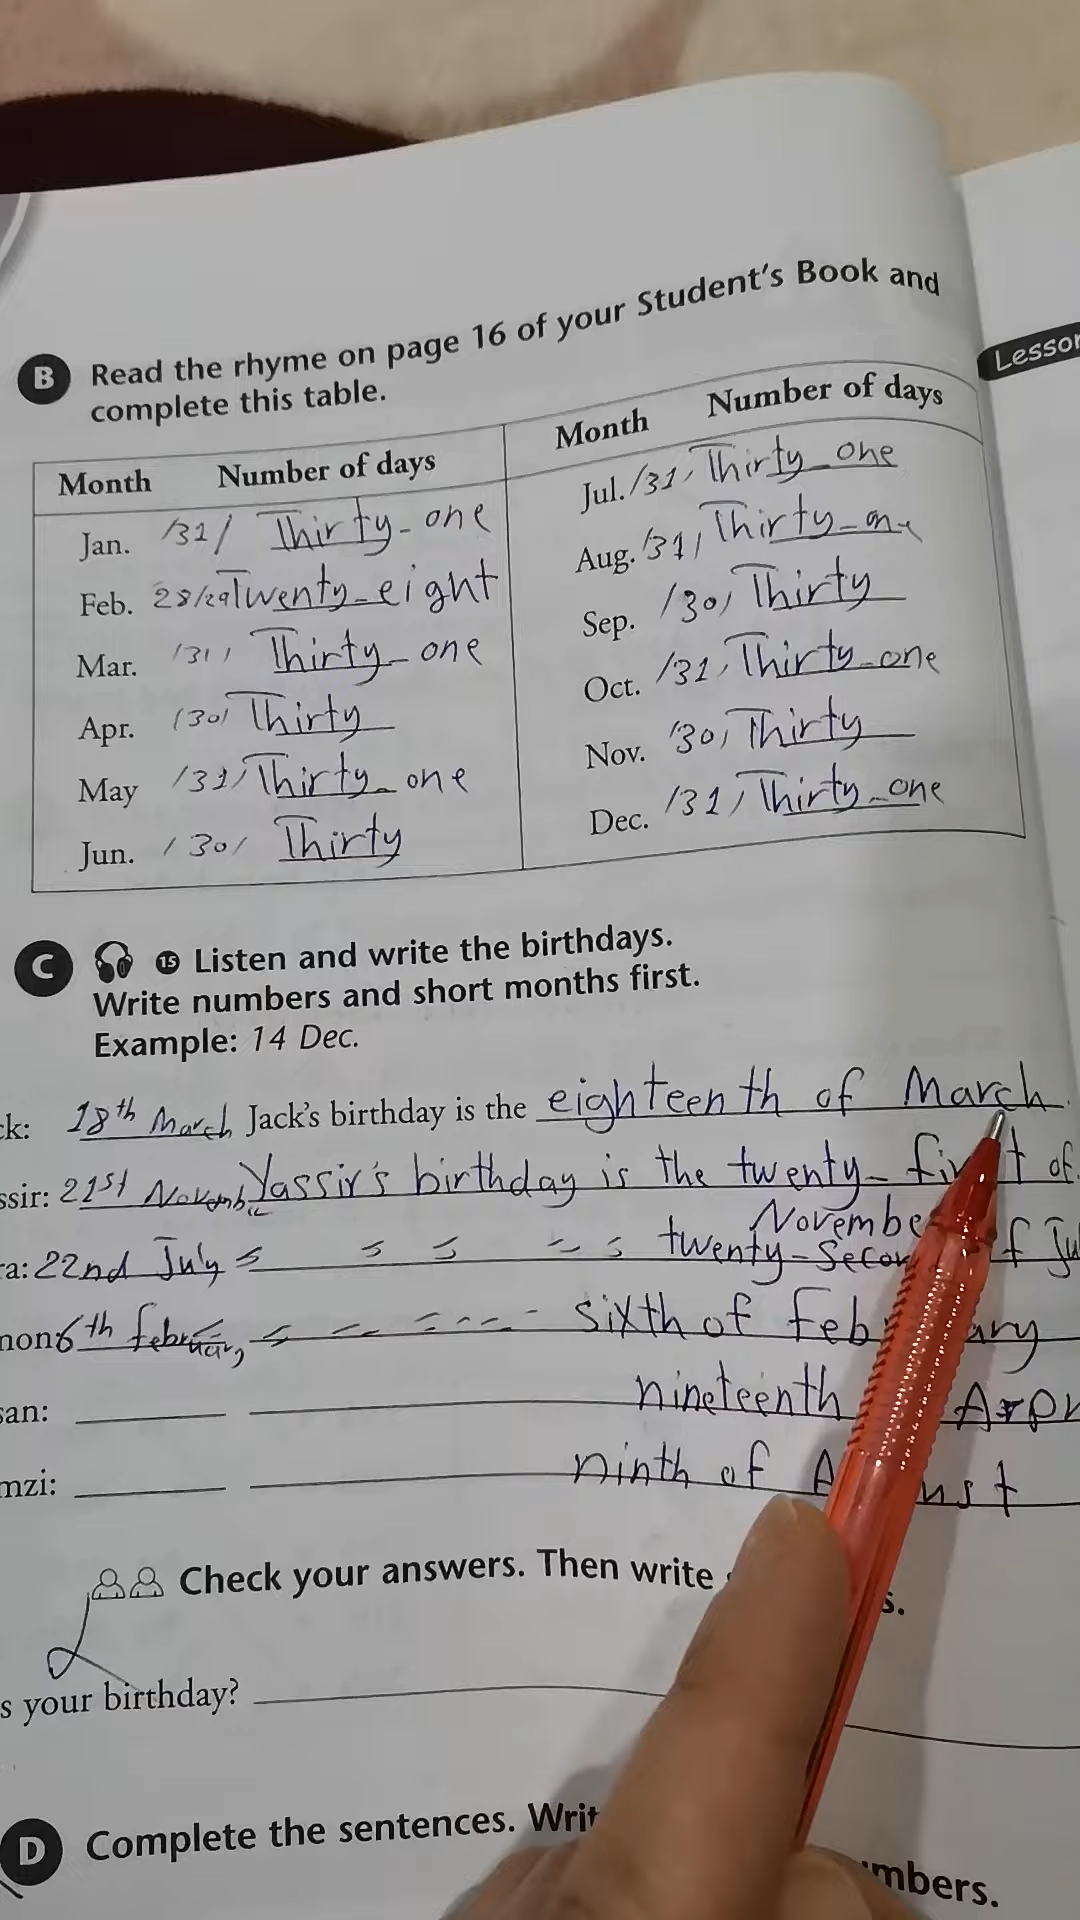 B Read the rhyme on page 16 of your Student's Book and
complete this table.
Lesson
Month Number of days Month Number of days
Jan. /31/ Thirty-one Jul. /31/ Thirty-one
Feb. 28/29 Twenty-eight Aug. /31/ Thirty-one
Mar. /31/ Thirty-one Sep. /30/ Thirty
Apr. /30/ Thirty Oct. /31/ Thirty-one
May /31/ Thirty-one Nov. /30/ Thirty
Jun. /30/ Thirty Dec. /31/ Thirty-one
C 15 Listen and write the birthdays.
Write numbers and short months first.
Example: 14 Dec.
ck: 18th March Jack's birthday is the eighteenth of March
ssir: 21st Yassir's birthday is the twenty-first of
November
ra: 22nd July twenty-Second of
non: 6th february sixth of February
san: nineteenth
mzi: ninth of August
Check your answers. Then write
s your birthday?
D Complete the sentences.